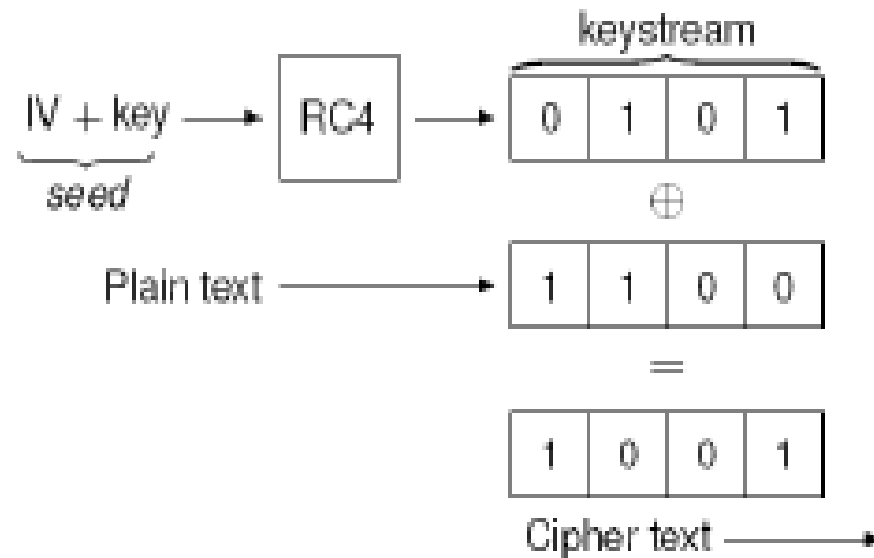 keystream
IV + key
RC4
0 1 0 1
seed
⊕
Plain text
1 1 0 0
=
1 0 0 1
Cipher text